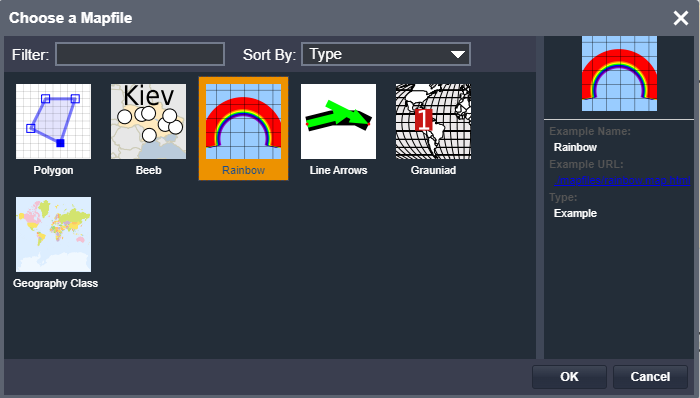 Choose a Mapfile
Filter:
Sort By: Type
Kiev
Polygon
Beeb
Rainbow
Line Arrows
Grauniad
Geography Class
Example Name:
Rainbow
Example URL:
./magfiles/rainbow.map.html
Type:
Example
OK
Cancel